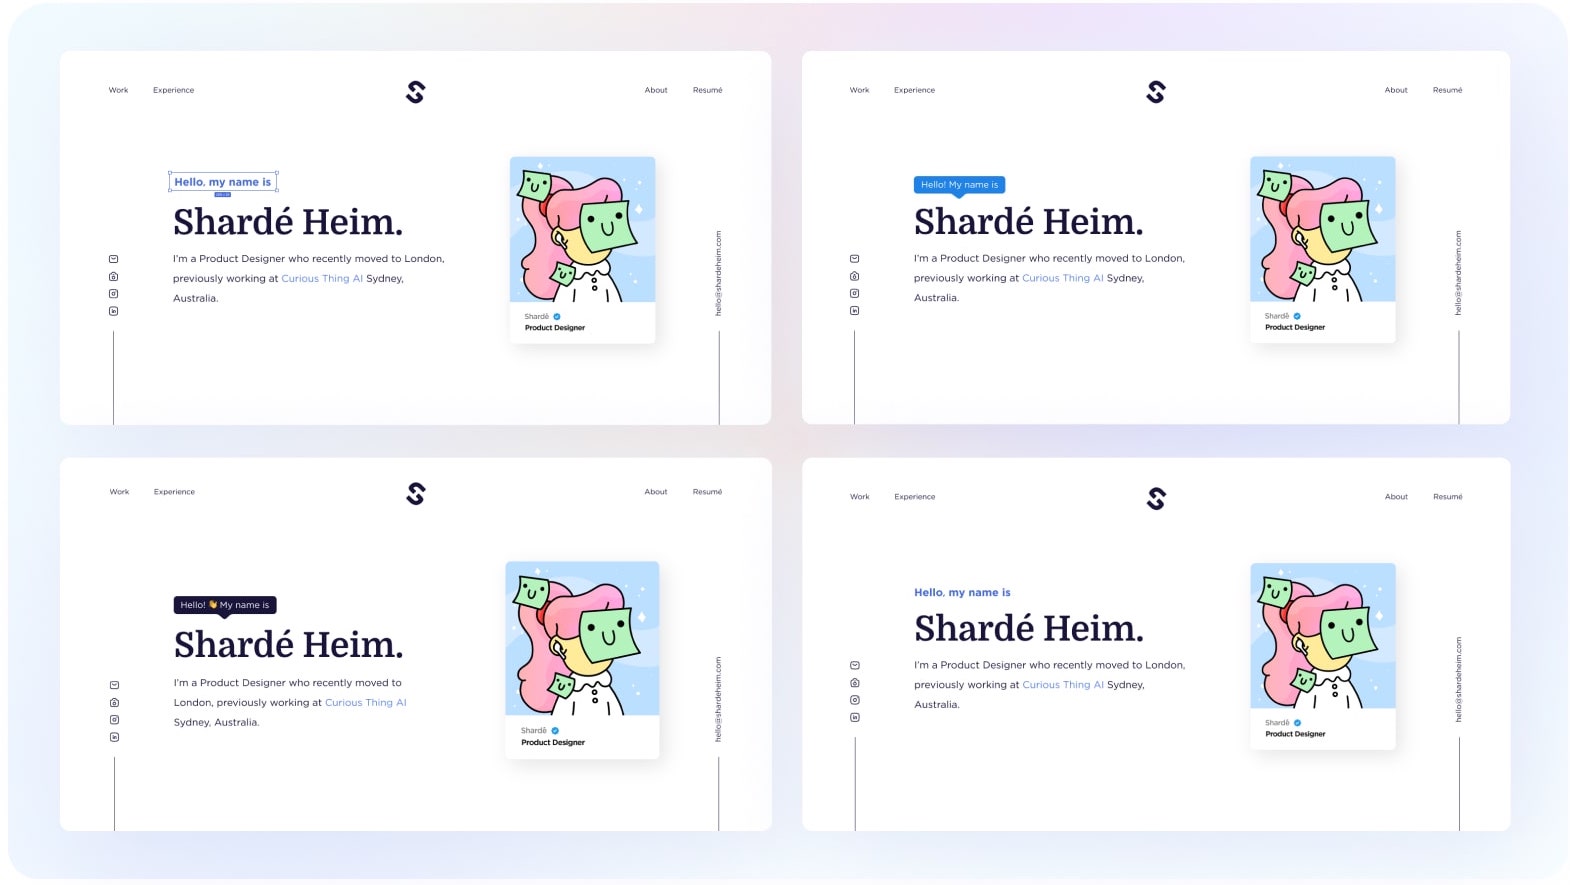 Work
Experience
About
Resumé
Hello, my name is
Shardé Heim.
I'm a Product Designer who recently moved to London,
previously working at Curious Thing AI Sydney,
Australia.
Shardē
Product Designer
hello@shardeheim.com
Work
Experience
About
Resumé
Hello! My name is
Shardé Heim.
I'm a Product Designer who recently moved to London,
previously working at Curious Thing AI Sydney,
Australia.
Shardē
Product Designer
hello@shardeheim.com
Work
Experience
About
Resumé
Hello! 👋 My name is
Shardé Heim.
I'm a Product Designer who recently moved to
London, previously working at Curious Thing AI
Sydney, Australia.
Shardē
Product Designer
hello@shardeheim.com
Work
Experience
About
Resumé
Hello, my name is
Shardé Heim.
I'm a Product Designer who recently moved to London,
previously working at Curious Thing AI Sydney,
Australia.
Shardē
Product Designer
hello@shardeheim.com